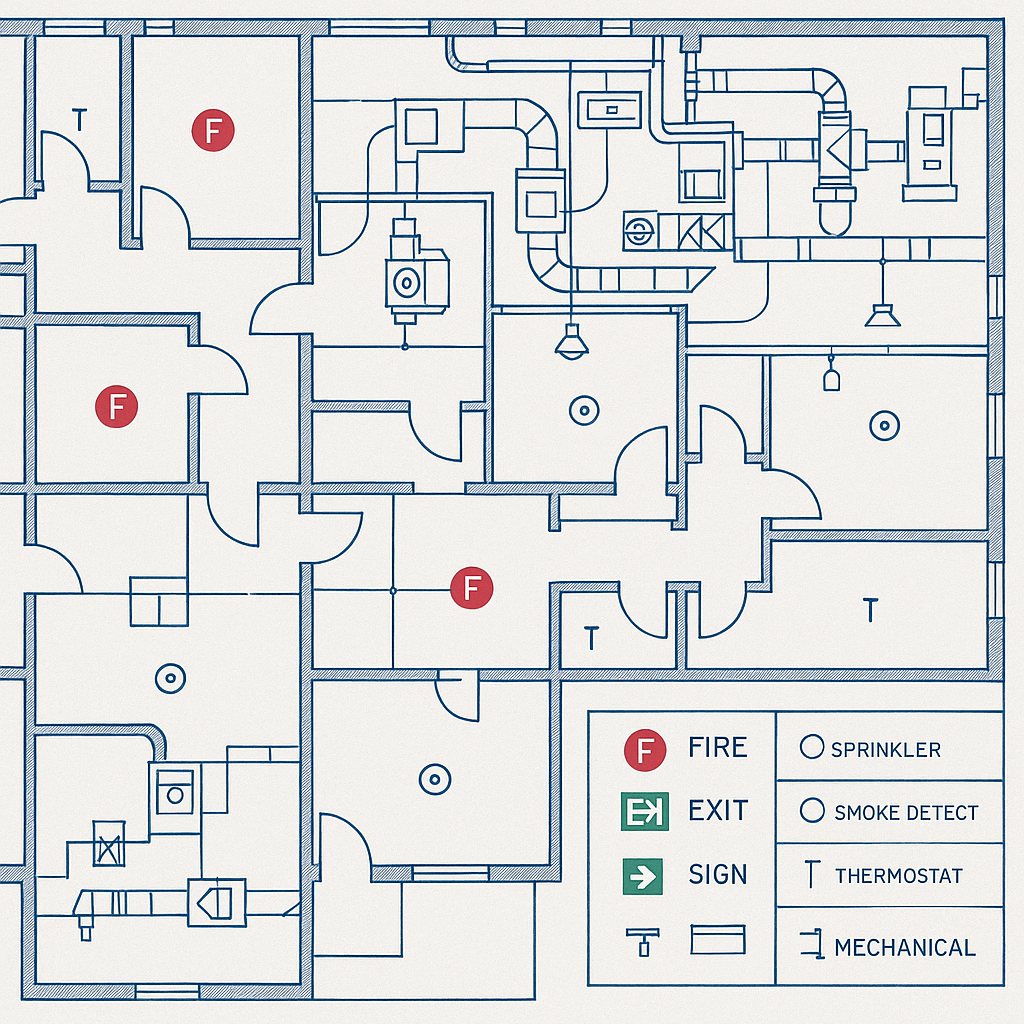 T
F
F
F
T
T
F FIRE
EXIT
SIGN
SPRINKLER
SMOKE DETECT
T THERMOSTAT
MECHANICAL